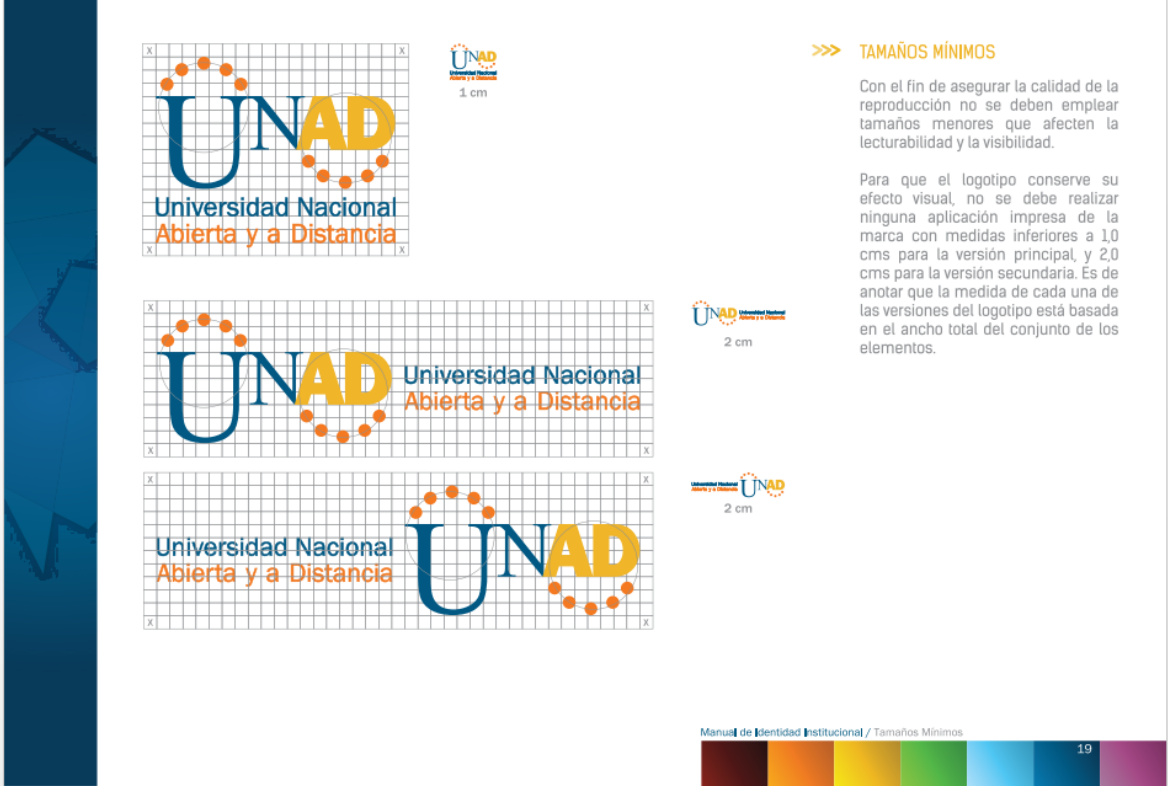 X X
UNAD
Universidad Nacional
Abierta y a Distancia
X X
UNAD
Universidad Nacional
Abierta y a Distancia
1 cm
>>> TAMAÑOS MÍNIMOS
Con el fin de asegurar la calidad de la
reproducción no se deben emplear
tamaños menores que afecten la
lecturabilidad y la visibilidad.
Para que el logotipo conserve su
efecto visual, no se debe realizar
ninguna aplicación impresa de la
marca con medidas inferiores a 1,0
cms para la versión principal, y 2,0
cms para la versión secundaria. Es de
anotar que la medida de cada una de
las versiones del logotipo está basada
en el ancho total del conjunto de los
elementos.
X X
UNAD
Universidad Nacional
Abierta y a Distancia
X X
UNAD
Universidad Nacional
Abierta y a Distancia
2 cm
X X
Universidad Nacional
Abierta y a Distancia
UNAD
X X
Universidad Nacional
Abierta y a Distancia
UNAD
2 cm
Manual de Identidad Institucional / Tamaños Mínimos
19